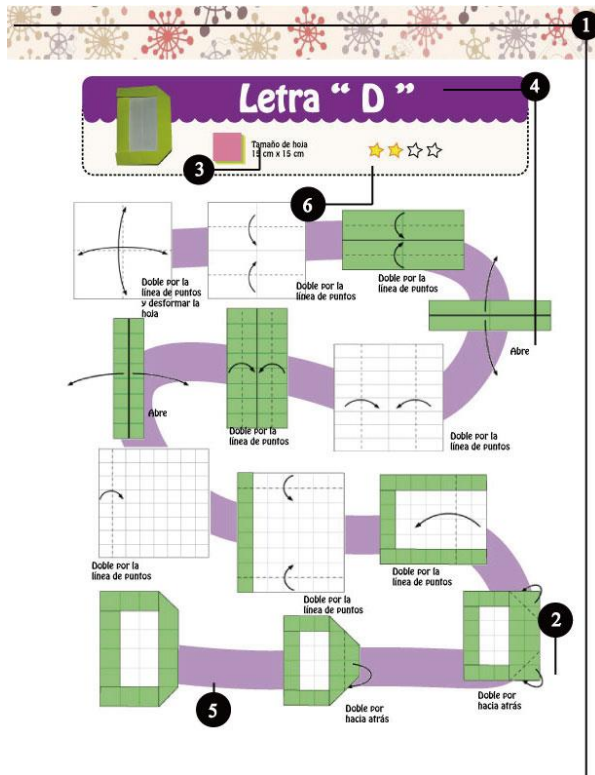 1
Letra “ D ”
4
Tamaño de hoja
15 cm x 15 cm
3
6
Doble por la
línea de puntos
y desformar la
hoja
Doble por la
línea de puntos
Doble por la
línea de puntos
Abre
Abre
Doble por la
línea de puntos
Doble por la
línea de puntos
Doble por la
línea de puntos
Doble por la
línea de puntos
Doble por la
línea de puntos
2
5
Doble por
hacia atrás
Doble por
hacia atrás